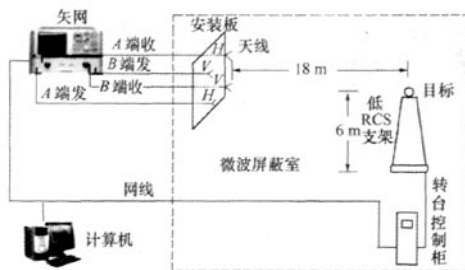 矢网
安装板
A端收
H
天线
B端发
V
V
B端收
A端发
H
18 m
目标
低
RCS
支架
6 m
微波屏蔽室
网线
转台控制柜
计算机